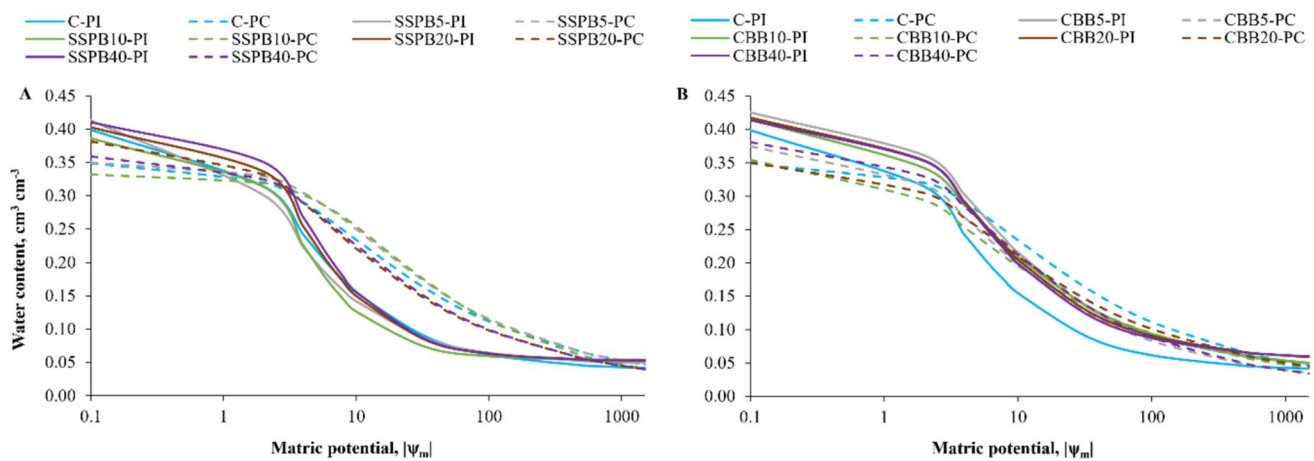 C-PI C-PC SSPB5-PI SSPB5-PC
SSPB10-PI SSPB10-PC SSPB20-PI SSPB20-PC
SSPB40-PI SSPB40-PC
A
0.45
0.40
0.35
0.30
0.25
0.20
0.15
0.10
0.05
0.00
Water content, cm³ cm⁻³
0.1 1 10 100 1000
Matric potential, |ψₘ|
C-PI C-PC CBB5-PI CBB5-PC
CBB10-PI CBB10-PC CBB20-PI CBB20-PC
CBB40-PI CBB40-PC
B
0.45
0.40
0.35
0.30
0.25
0.20
0.15
0.10
0.05
0.00
0.1 1 10 100 1000
Matric potential, |ψₘ|